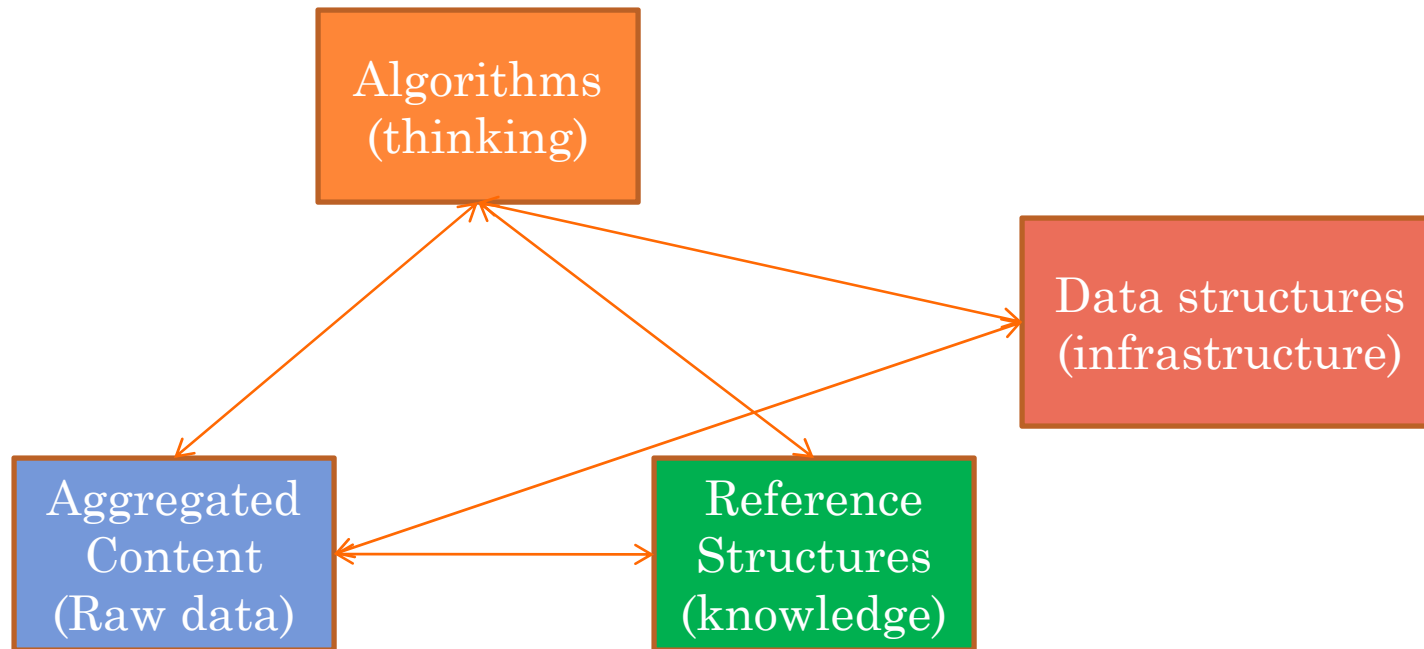 Algorithms
(thinking)
Data structures
(infrastructure)
Aggregated
Content
(Raw data)
Reference
Structures
(knowledge)